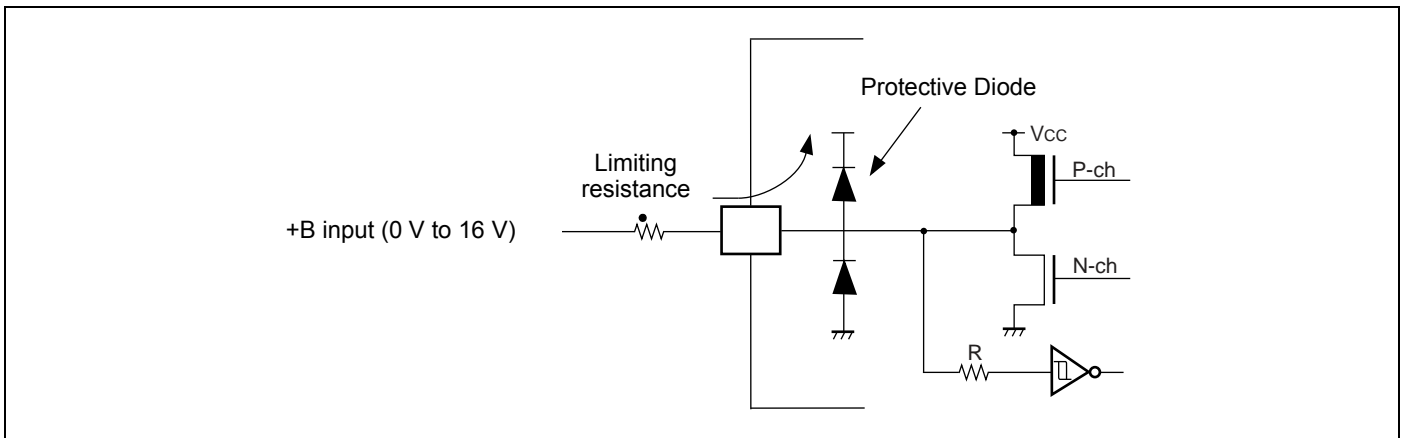 Protective Diode
VCC
Limiting
resistance
P-ch
+B input (0 V to 16 V)
N-ch
R